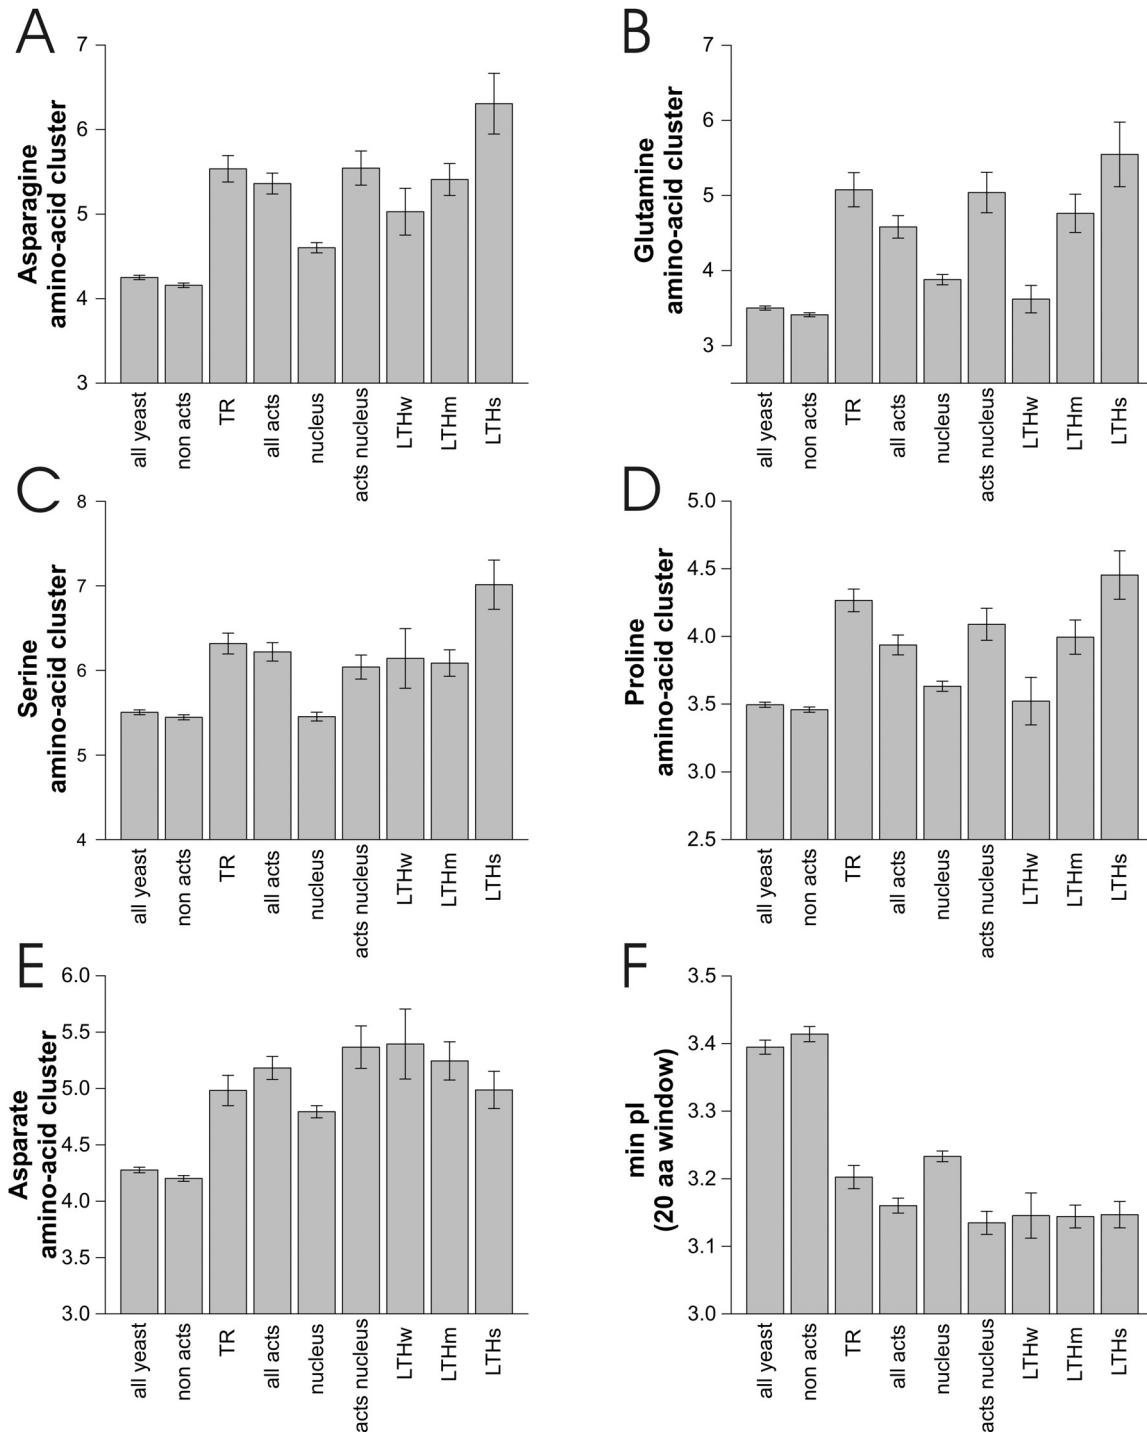 A
Asparagine
amino-acid cluster
7
6
5
4
3
all yeast
non acts
TR
all acts
nucleus
acts nucleus
LTHw
LTHm
LTHs
B
Glutamine
amino-acid cluster
7
6
5
4
3
all yeast
non acts
TR
all acts
nucleus
acts nucleus
LTHw
LTHm
LTHs
C
Serine
amino-acid cluster
8
7
6
5
4
all yeast
non acts
TR
all acts
nucleus
acts nucleus
LTHw
LTHm
LTHs
D
Proline
amino-acid cluster
5.0
4.5
4.0
3.5
3.0
2.5
all yeast
non acts
TR
all acts
nucleus
acts nucleus
LTHw
LTHm
LTHs
E
Asparate
amino-acid cluster
6.0
5.5
5.0
4.5
4.0
3.5
3.0
all yeast
non acts
TR
all acts
nucleus
acts nucleus
LTHw
LTHm
LTHs
F
min pI
(20 aa window)
3.5
3.4
3.3
3.2
3.1
3.0
all yeast
non acts
TR
all acts
nucleus
acts nucleus
LTHw
LTHm
LTHs